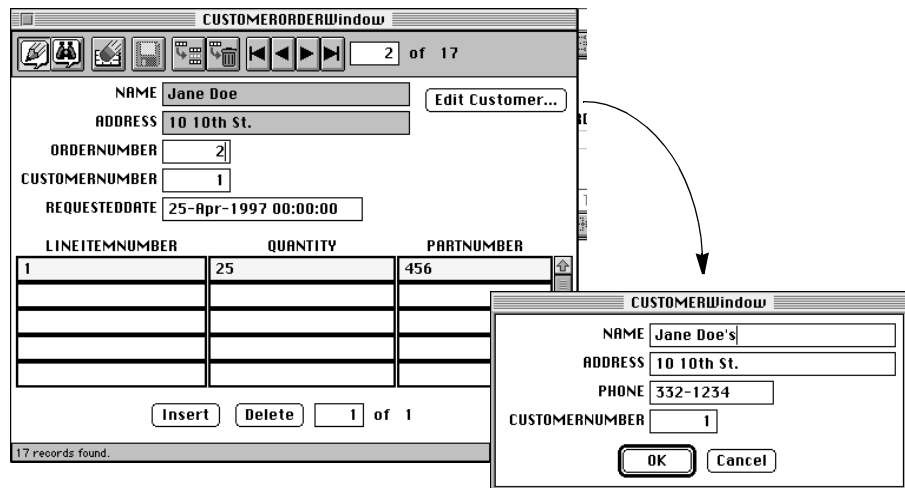 CUSTOMERORDERWindow
2 of 17
NAME Jane Doe
Edit Customer...
ADDRESS 10 10th St.
ORDERNUMBER 2
CUSTOMERNUMBER 1
REQUESTEDDATE 25-Apr-1997 00:00:00
LINEITEMNUMBER QUANTITY PARTNUMBER
1 25 456
Insert Delete 1 of 1
17 records found.
CUSTOMERWindow
NAME Jane Doe's
ADDRESS 10 10th St.
PHONE 332-1234
CUSTOMERNUMBER 1
OK Cancel